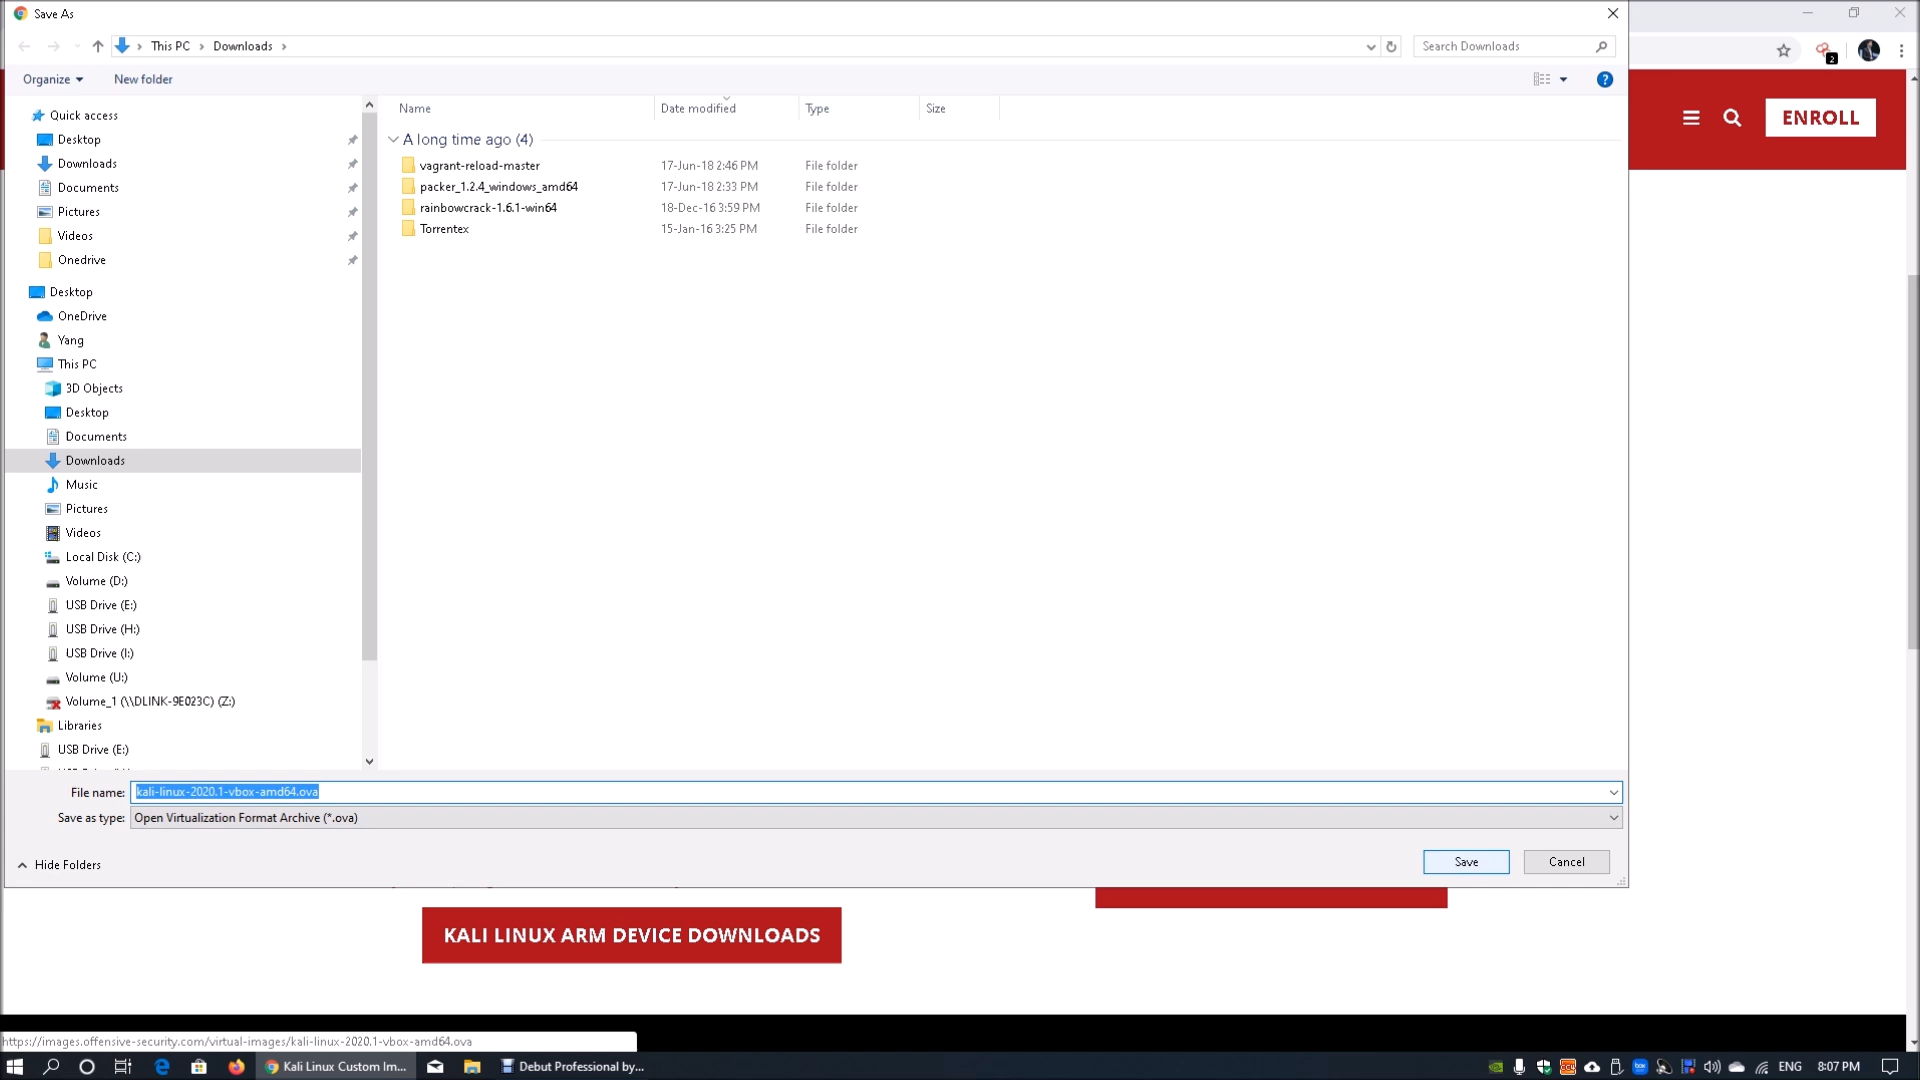 Save As
This PC
Downloads
Search Downloads
Organize
New folder
2
ENROLL
Name
Date modified
Type
Size
Quick access
Desktop
Downloads
Documents
Pictures
Videos
Onedrive
Desktop
OneDrive
Yang
This PC
3D Objects
Desktop
Documents
Downloads
Music
Pictures
Videos
Local Disk (C:)
Volume (D:)
USB Drive (E:)
USB Drive (H:)
USB Drive (I:)
Volume (U:)
Volume_1 (\\DLINK-9E023C) (Z:)
Libraries
USB Drive (E:)
A long time ago (4)
vagrant-reload-master 17-Jun-18 2:46 PM File folder
packer_1.2.4_windows_amd64 17-Jun-18 2:33 PM File folder
rainbowcrack-1.6.1-win64 18-Dec-16 3:59 PM File folder
Torrentex 15-Jan-16 3:25 PM File folder
File name: kali-linux-2020.1-vbox-amd64.ova
Save as type: Open Virtualization Format Archive (*.ova)
Hide Folders
Save
Cancel
KALI LINUX ARM DEVICE DOWNLOADS
https://images.offensive-security.com/virtual-images/kali-linux-2020.1-vbox-amd64.ova
Kali Linux Custom Im...
Debut Professional by...
ENG
8:07 PM